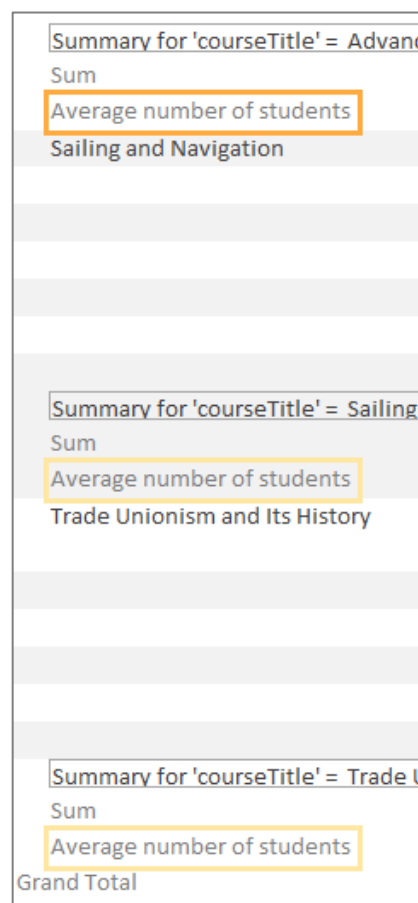 Summary for 'courseTitle' = Advanc
Sum
Average number of students
Sailing and Navigation
Summary for 'courseTitle' = Sailing
Sum
Average number of students
Trade Unionism and Its History
Summary for 'courseTitle' = Trade U
Sum
Average number of students
Grand Total